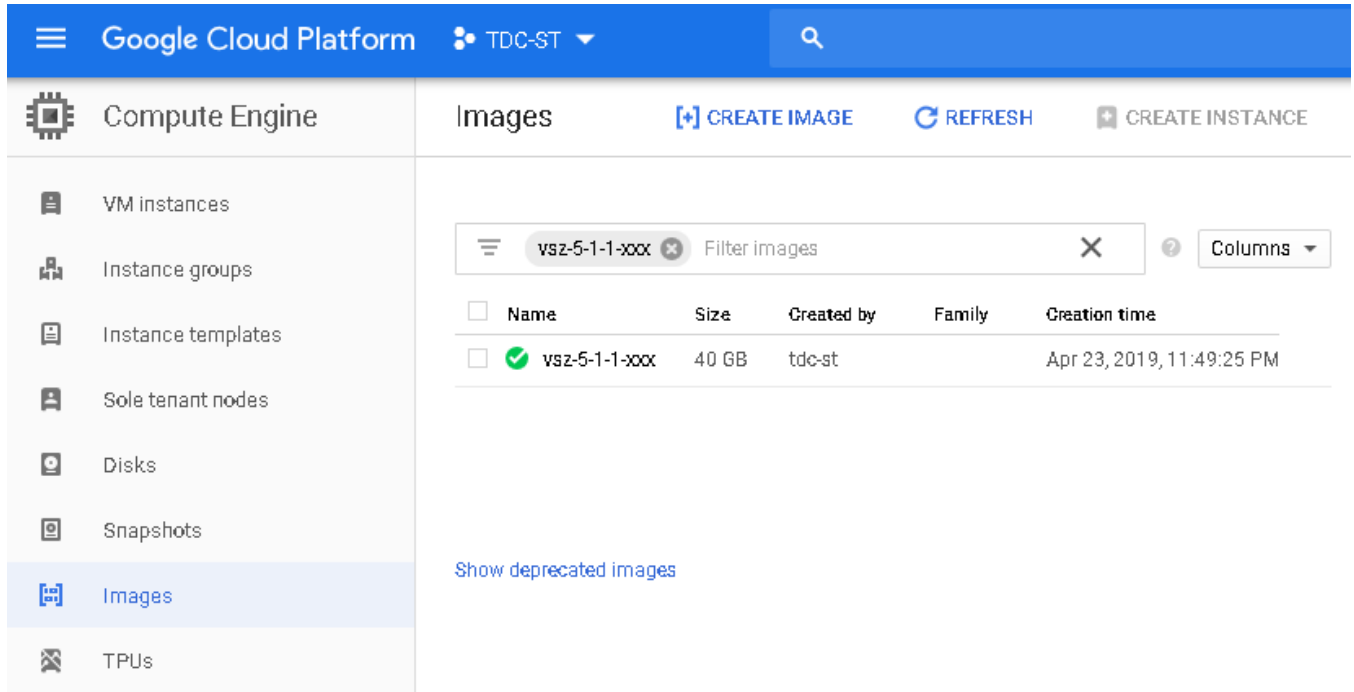 Google Cloud Platform TDC-ST
Compute Engine
Images CREATE IMAGE REFRESH CREATE INSTANCE
VM instances
Instance groups
Instance templates
Sole tenant nodes
Disks
Snapshots
Images
TPUs
vsz-5-1-1-xxx Filter images Columns
Name Size Created by Family Creation time
vsz-5-1-1-xxx 40 GB tdc-st Apr 23, 2019, 11:49:25 PM
Show deprecated images